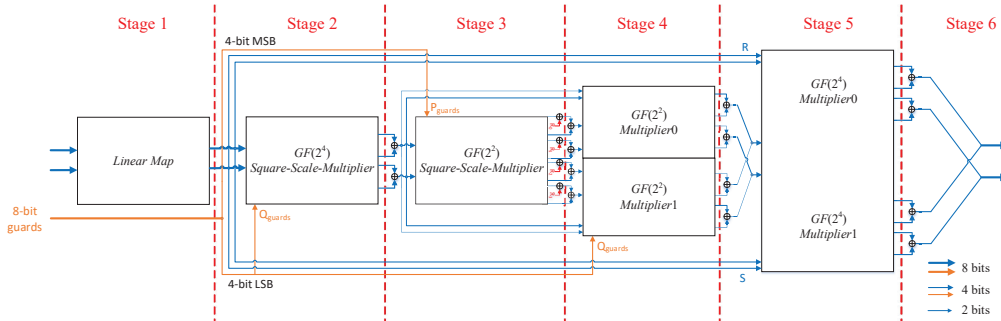 Stage 1
Stage 2
Stage 3
Stage 4
Stage 5
Stage 6
4-bit MSB
R
P_guards
GF(2^4)
Multiplier0
GF(2^2)
Multiplier0
Linear Map
GF(2^4)
Square-Scale-Multiplier
GF(2^2)
Square-Scale-Multiplier
GF(2^2)
Multiplier1
8-bit
guards
Q_guards
GF(2^4)
Multiplier1
Q_guards
4-bit LSB
S
8 bits
4 bits
2 bits